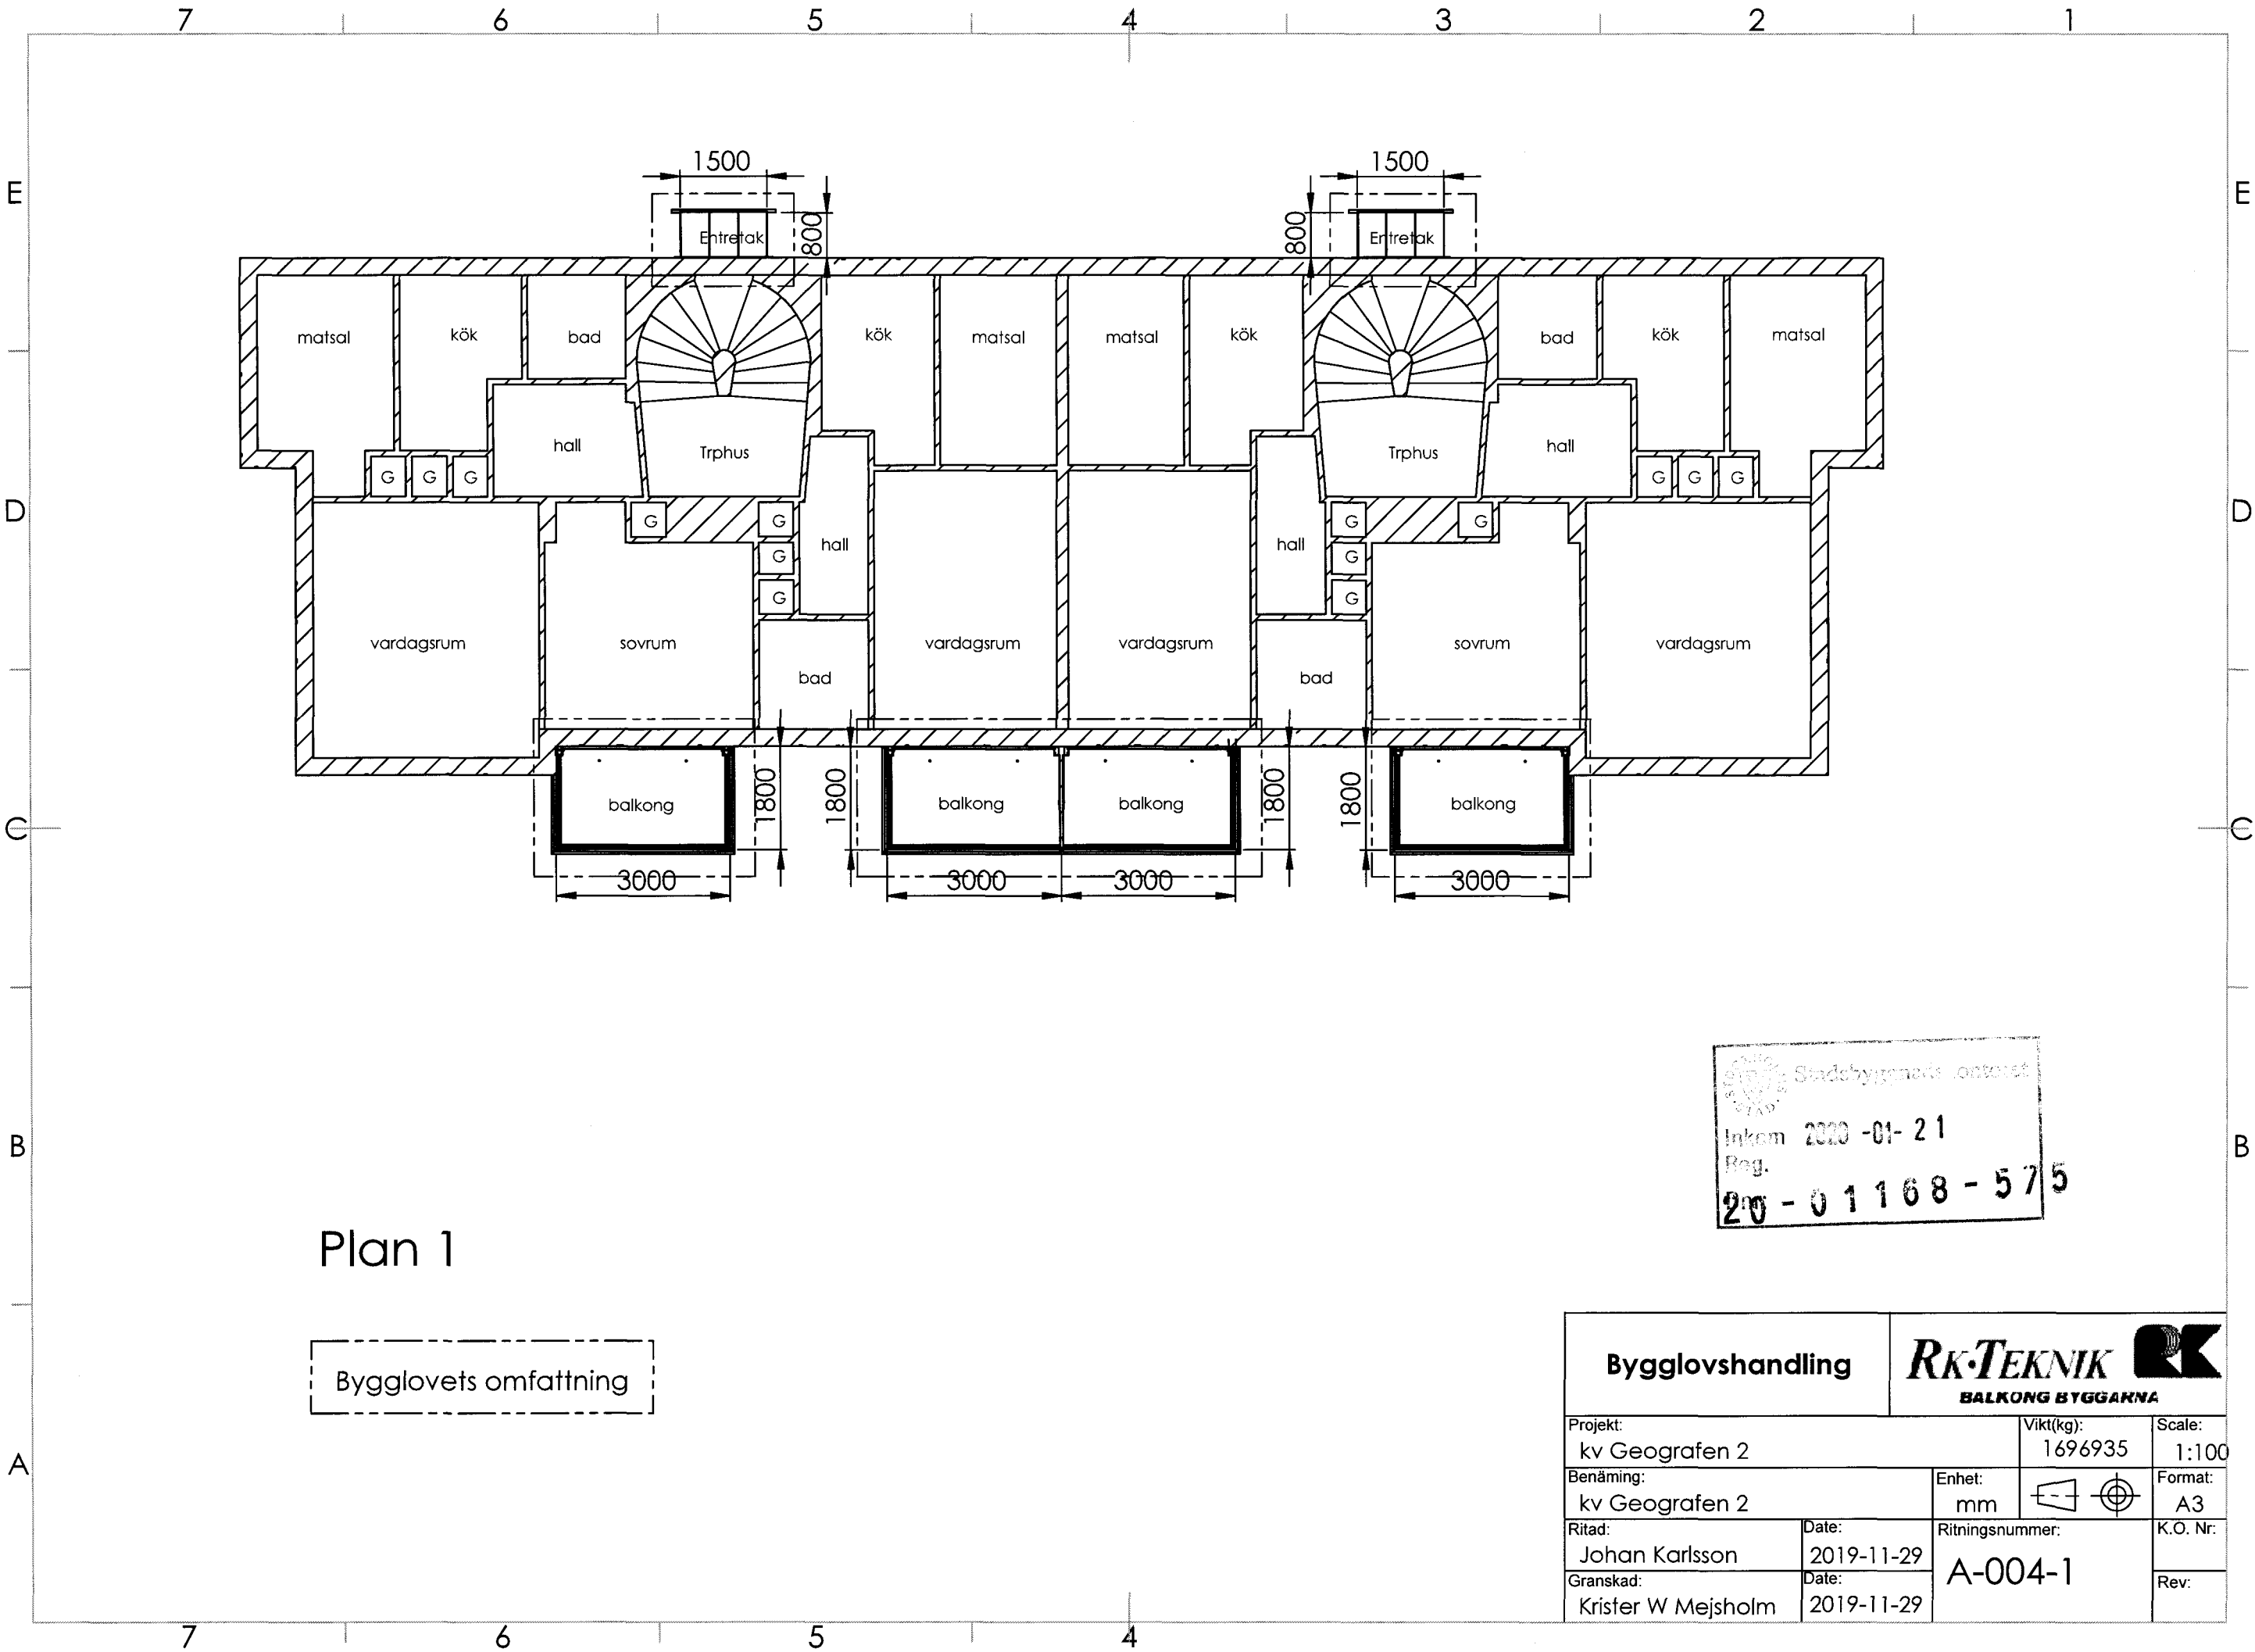 7 6 5 4 3 2 1
1500 1500
E E
800 800
Entretak Entretak
matsal kök bad kök matsal matsal kök bad kök matsal
hall Trphus Trphus hall
G G G G G G
D D
G G G G
hall hall
G G
G G
vardagsrum sovrum vardagsrum vardagsrum sovrum vardagsrum
bad bad
balkong 1800 1800 balkong balkong 1800 1800 balkong
C C
3000 3000 3000 3000
Stadsbyggnadskontoret
Inkom 2020 -01- 21
Reg.
20 - 01168 - 575
B B
Plan 1
Bygglovets omfattning
Bygglovshandling
RK·TEKNIK RK
BALKONG BYGGARNA
Projekt: Vikt(kg): Scale:
kv Geografen 2 1696935 1:100
A
Benäming: Enhet: Format:
kv Geografen 2 mm A3
Ritad: Date: Ritningsnummer: K.O. Nr:
Johan Karlsson 2019-11-29
A-004-1
Granskad: Date: Rev:
Krister W Mejsholm 2019-11-29
7 6 5 4